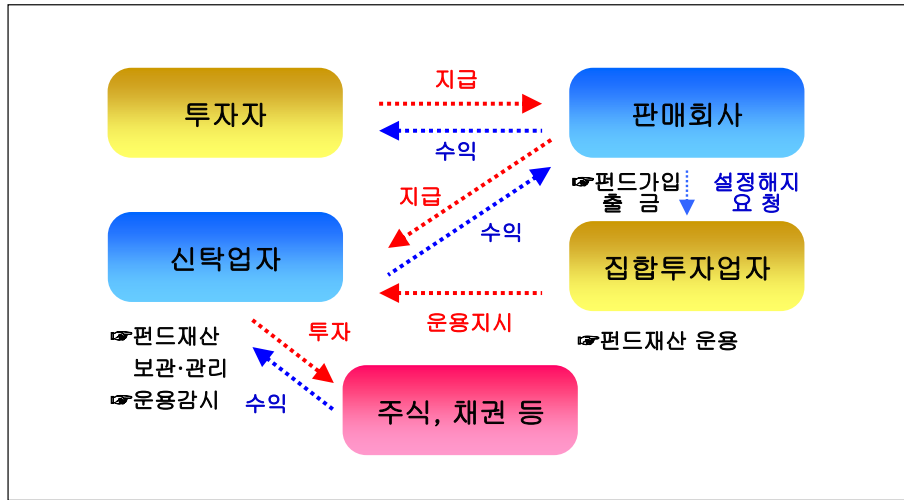 지급
투자자
판매회사
수익
☞펀드가입
출 금
설정해지
요 청
지급
수익
신탁업자
집합투자업자
운용지시
☞펀드재산
보관·관리
☞운용감시
투자
수익
☞펀드재산 운용
주식, 채권 등